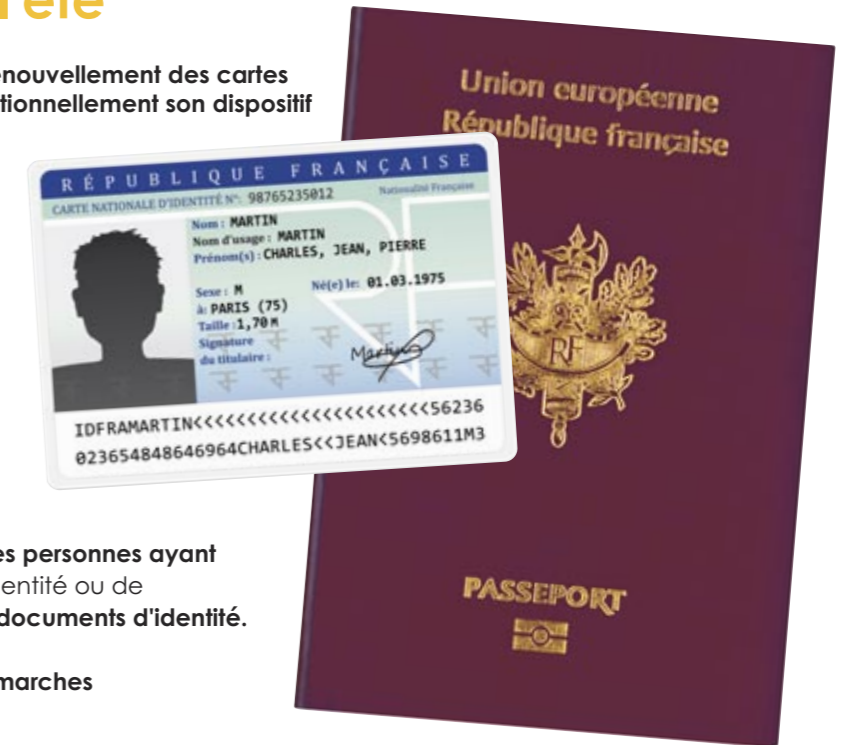 l'été
enouvellement des cartes
tionnellement son dispositif
Union européenne
République française
RÉPUBLIQUE FRANÇAISE
CARTE NATIONALE D'IDENTITÉ N°: 98765235012 Nationalité Française
Nom : MARTIN
Nom d'usage : MARTIN
Prénom(s) : CHARLES, JEAN, PIERRE
Sexe : M Né(e) le: 01.03.1975
à: PARIS (75)
Taille :1,70 M
Signature
du titulaire : Martin
IDFRAMARTIN<<<<<<<<<<<<<<<<<<<<<<<<56236
023654848646964CHARLES<<JEAN<5698611M3
RF
es personnes ayant
entité ou de
documents d'identité.
marches
PASSEPORT